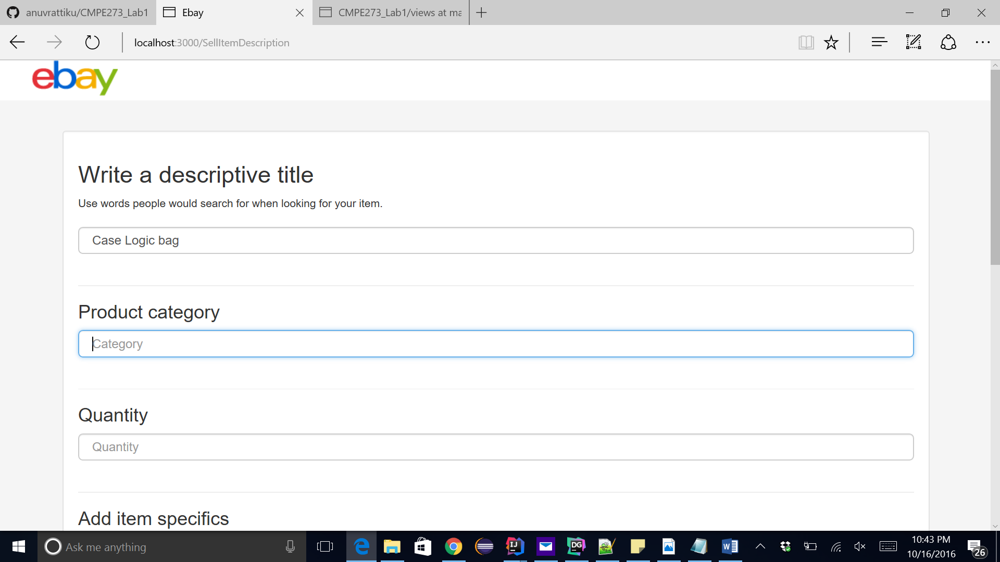 anuvrattiku/CMPE273_Lab1
Ebay
CMPE273_Lab1/views at ma
localhost:3000/SellItemDescription
ebay
Write a descriptive title
Use words people would search for when looking for your item.
Case Logic bag
Product category
Category
Quantity
Quantity
Add item specifics
Ask me anything
IJ
DG
W
10:43 PM
10/16/2016
26